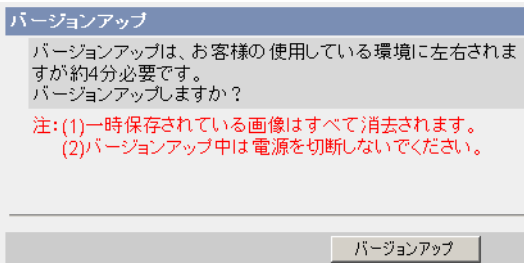 バージョンアップ
バージョンアップは、お客様の使用している環境に左右されま
すが約4分必要です。
バージョンアップしますか？
注：(1)一時保存されている画像はすべて消去されます。
(2)バージョンアップ中は電源を切断しないでください。
バージョンアップ